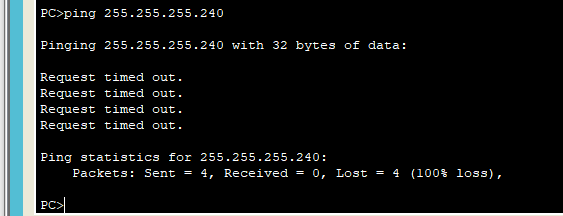 PC>ping 255.255.255.240
Pinging 255.255.255.240 with 32 bytes of data:
Request timed out.
Request timed out.
Request timed out.
Request timed out.
Ping statistics for 255.255.255.240:
    Packets: Sent = 4, Received = 0, Lost = 4 (100% loss),
PC>